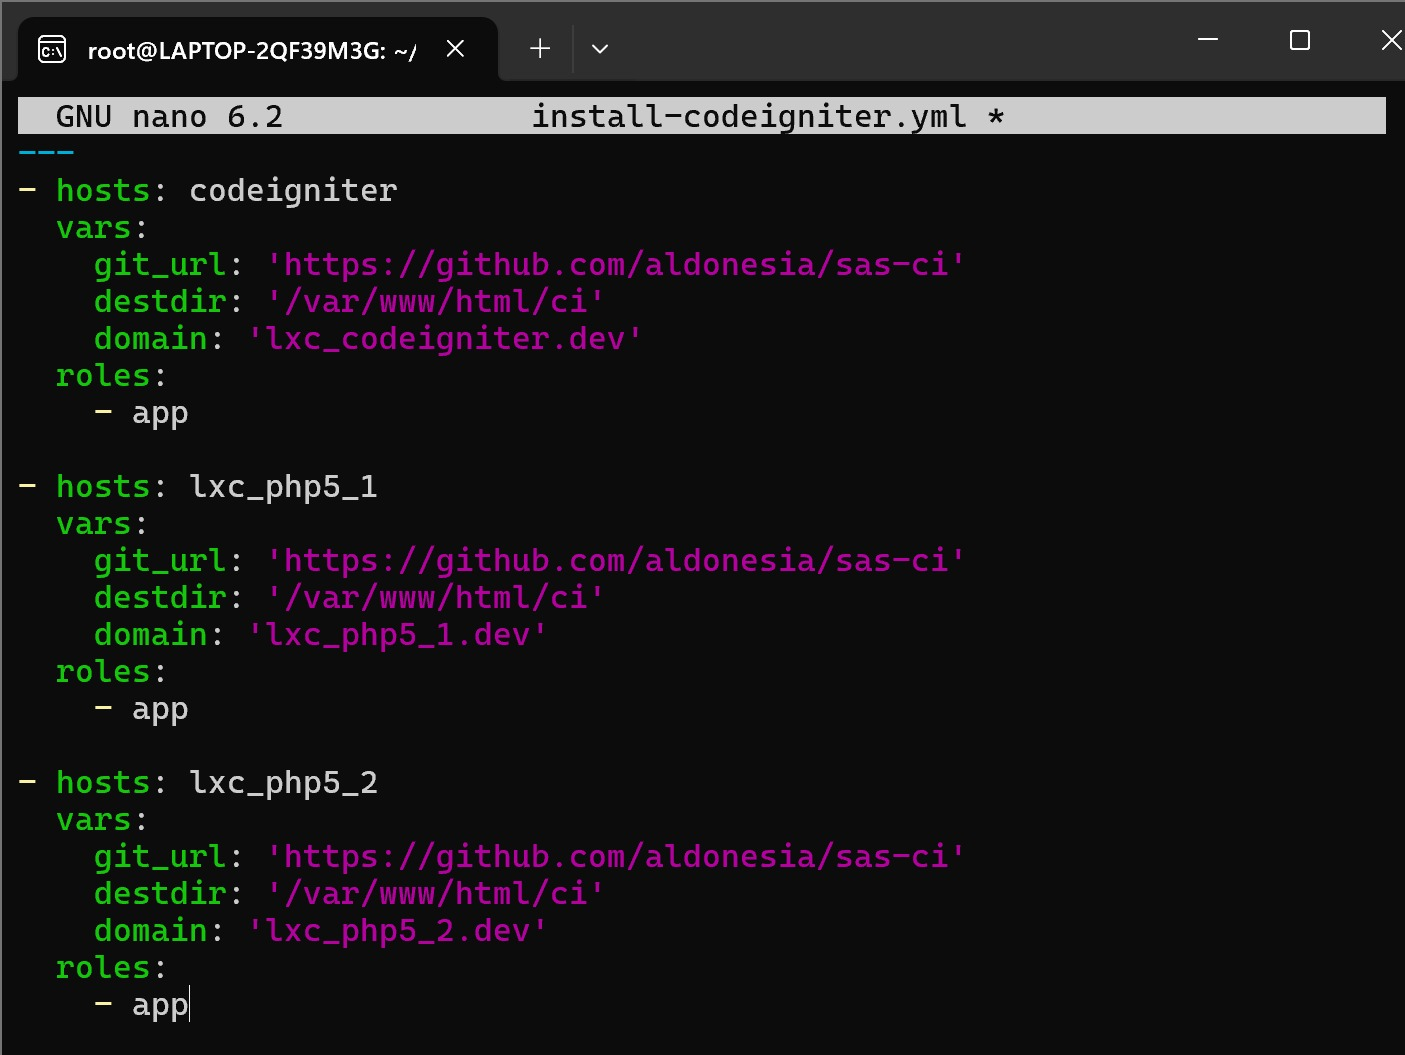 root@LAPTOP-2QF39M3G: ~/
GNU nano 6.2 install-codeigniter.yml *
---
- hosts: codeigniter
  vars:
    git_url: 'https://github.com/aldonesia/sas-ci'
    destdir: '/var/www/html/ci'
    domain: 'lxc_codeigniter.dev'
  roles:
    - app

- hosts: lxc_php5_1
  vars:
    git_url: 'https://github.com/aldonesia/sas-ci'
    destdir: '/var/www/html/ci'
    domain: 'lxc_php5_1.dev'
  roles:
    - app

- hosts: lxc_php5_2
  vars:
    git_url: 'https://github.com/aldonesia/sas-ci'
    destdir: '/var/www/html/ci'
    domain: 'lxc_php5_2.dev'
  roles:
    - app